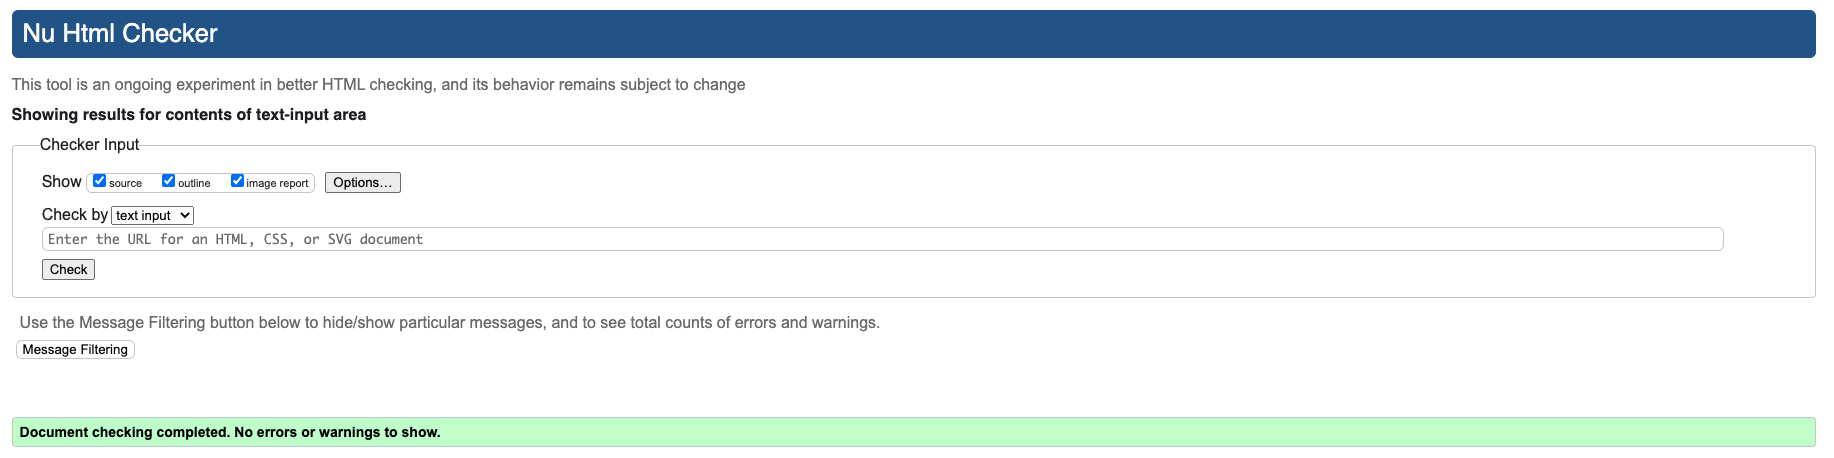 Nu Html Checker
This tool is an ongoing experiment in better HTML checking, and its behavior remains subject to change
Showing results for contents of text-input area
Checker Input
Show source outline image report Options...
Check by text input
Enter the URL for an HTML, CSS, or SVG document
Check
Use the Message Filtering button below to hide/show particular messages, and to see total counts of errors and warnings.
Message Filtering
Document checking completed. No errors or warnings to show.